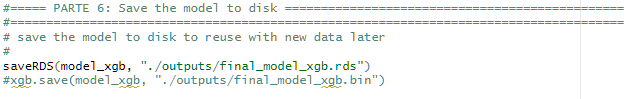 #===== PARTE 6: Save the model to disk =============================================
#===================================================================================
# save the model to disk to reuse with new data later
#
saveRDS(model_xgb, "./outputs/final_model_xgb.rds")
#xgb.save(model_xgb, "./outputs/final_model_xgb.bin")